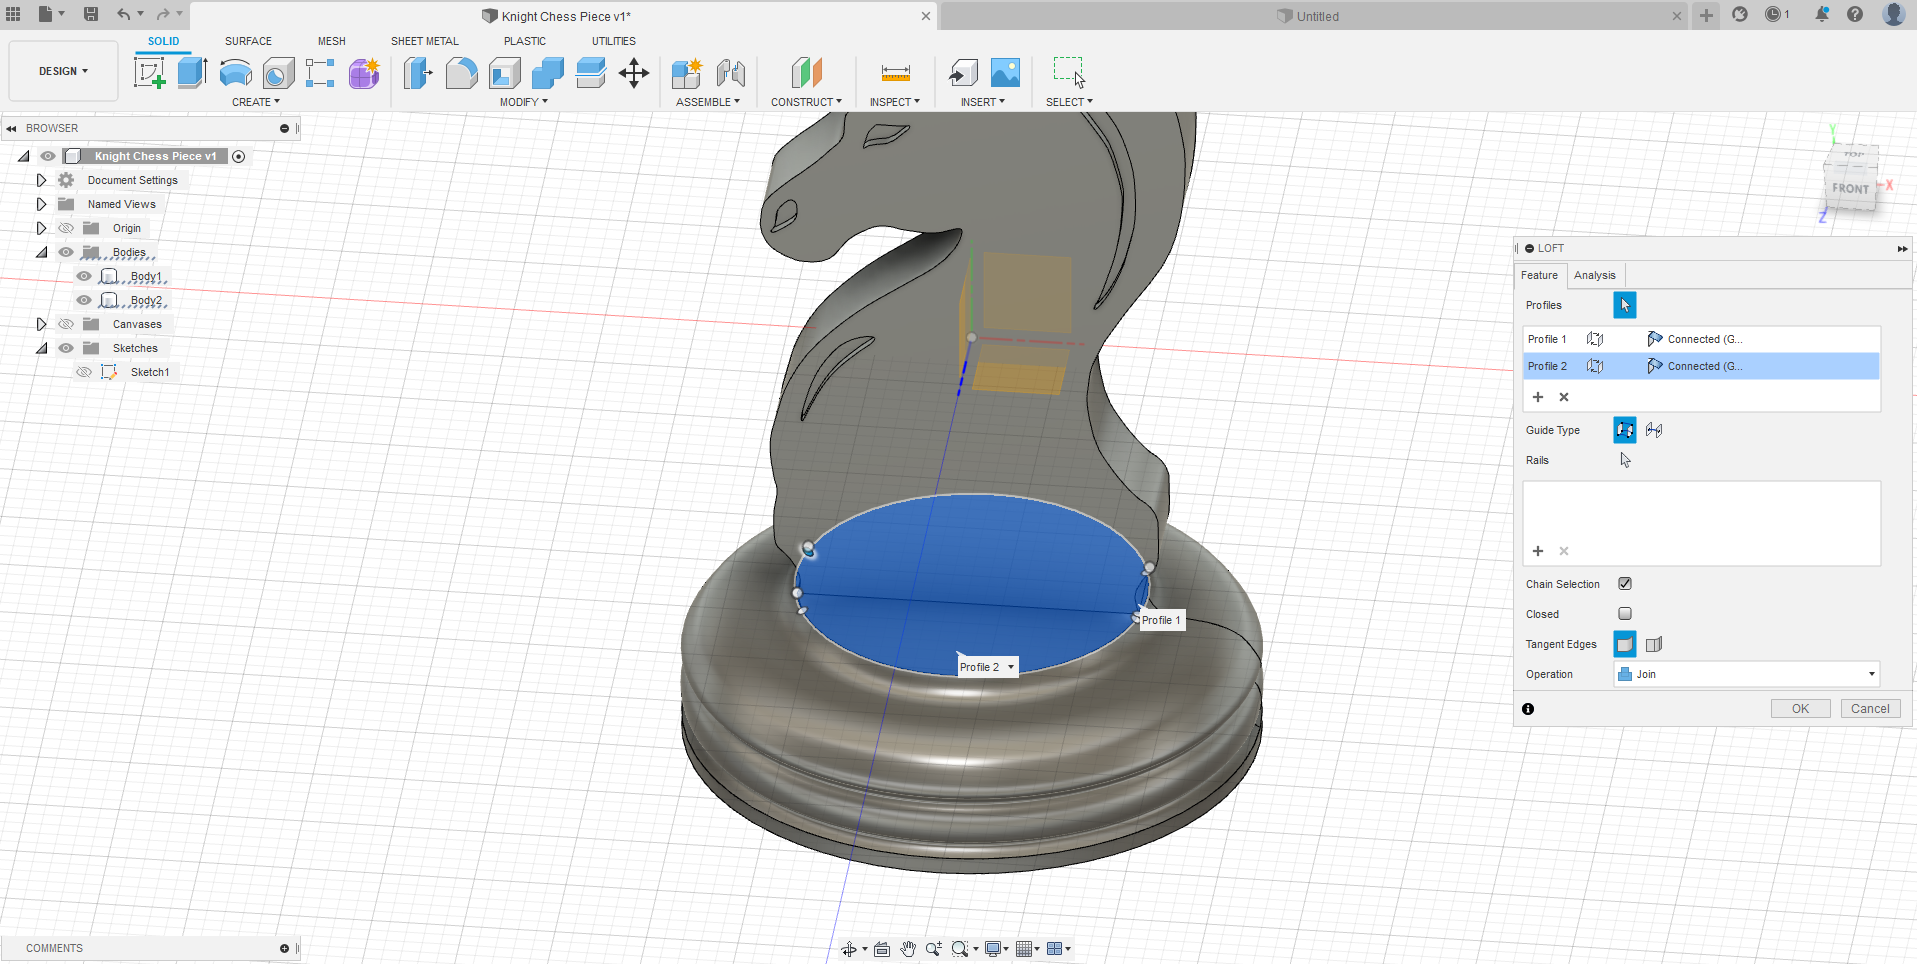 Knight Chess Piece v1*
Untitled
1
DESIGN
SOLID
SURFACE
MESH
SHEET METAL
PLASTIC
UTILITIES
CREATE
MODIFY
ASSEMBLE
CONSTRUCT
INSPECT
INSERT
SELECT
BROWSER
Knight Chess Piece v1
Document Settings
Named Views
Origin
Bodies
Body1
Body2
Canvases
Sketches
Sketch1
Y
TOP
FRONT
X
Z
LOFT
Feature
Analysis
Profiles
Profile 1 Connected (G...
Profile 2 Connected (G...
Guide Type
Rails
Chain Selection
Closed
Tangent Edges
Operation Join
OK
Cancel
Profile 1
Profile 2
COMMENTS